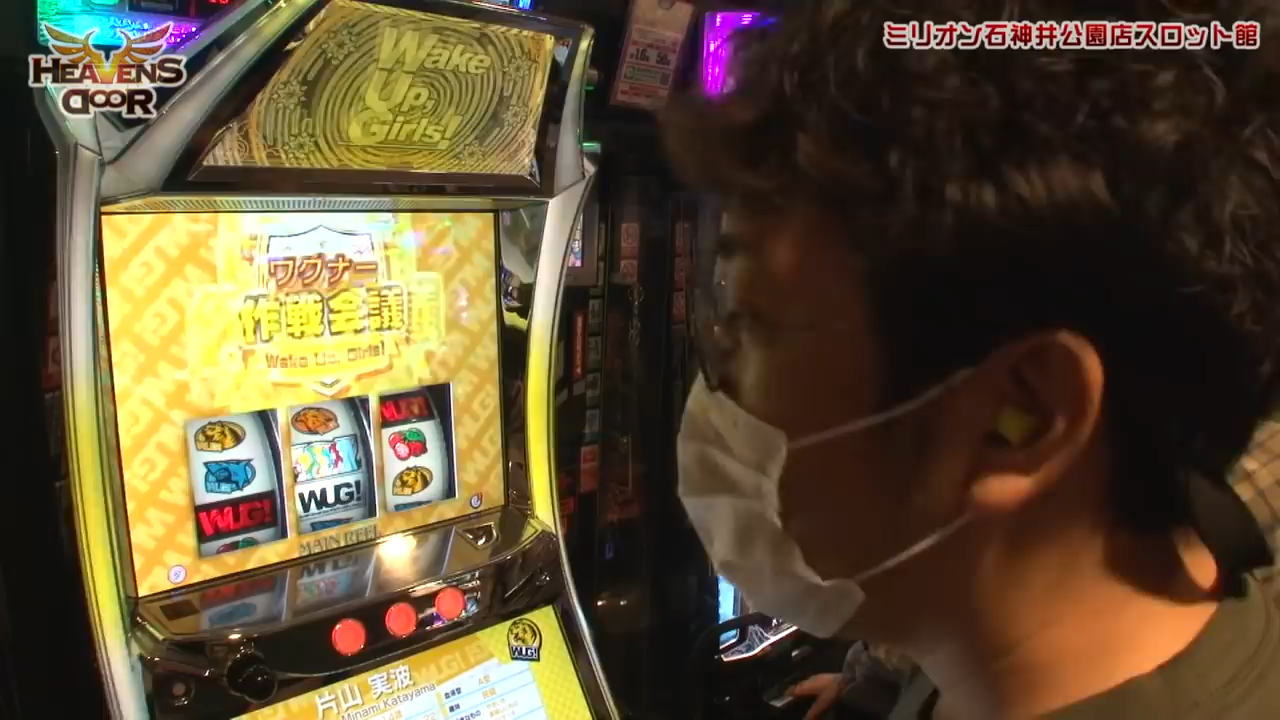 HEAVENS
DOOR
ミリオン石神井公園店スロット館
Wake
Up,
Girls!
ワグナー
作戦会議
Wake Up, Girls!
WUG!
WUG!
WUG!
MAIN REEL
WUG!
片山 実波
Minami Katayama